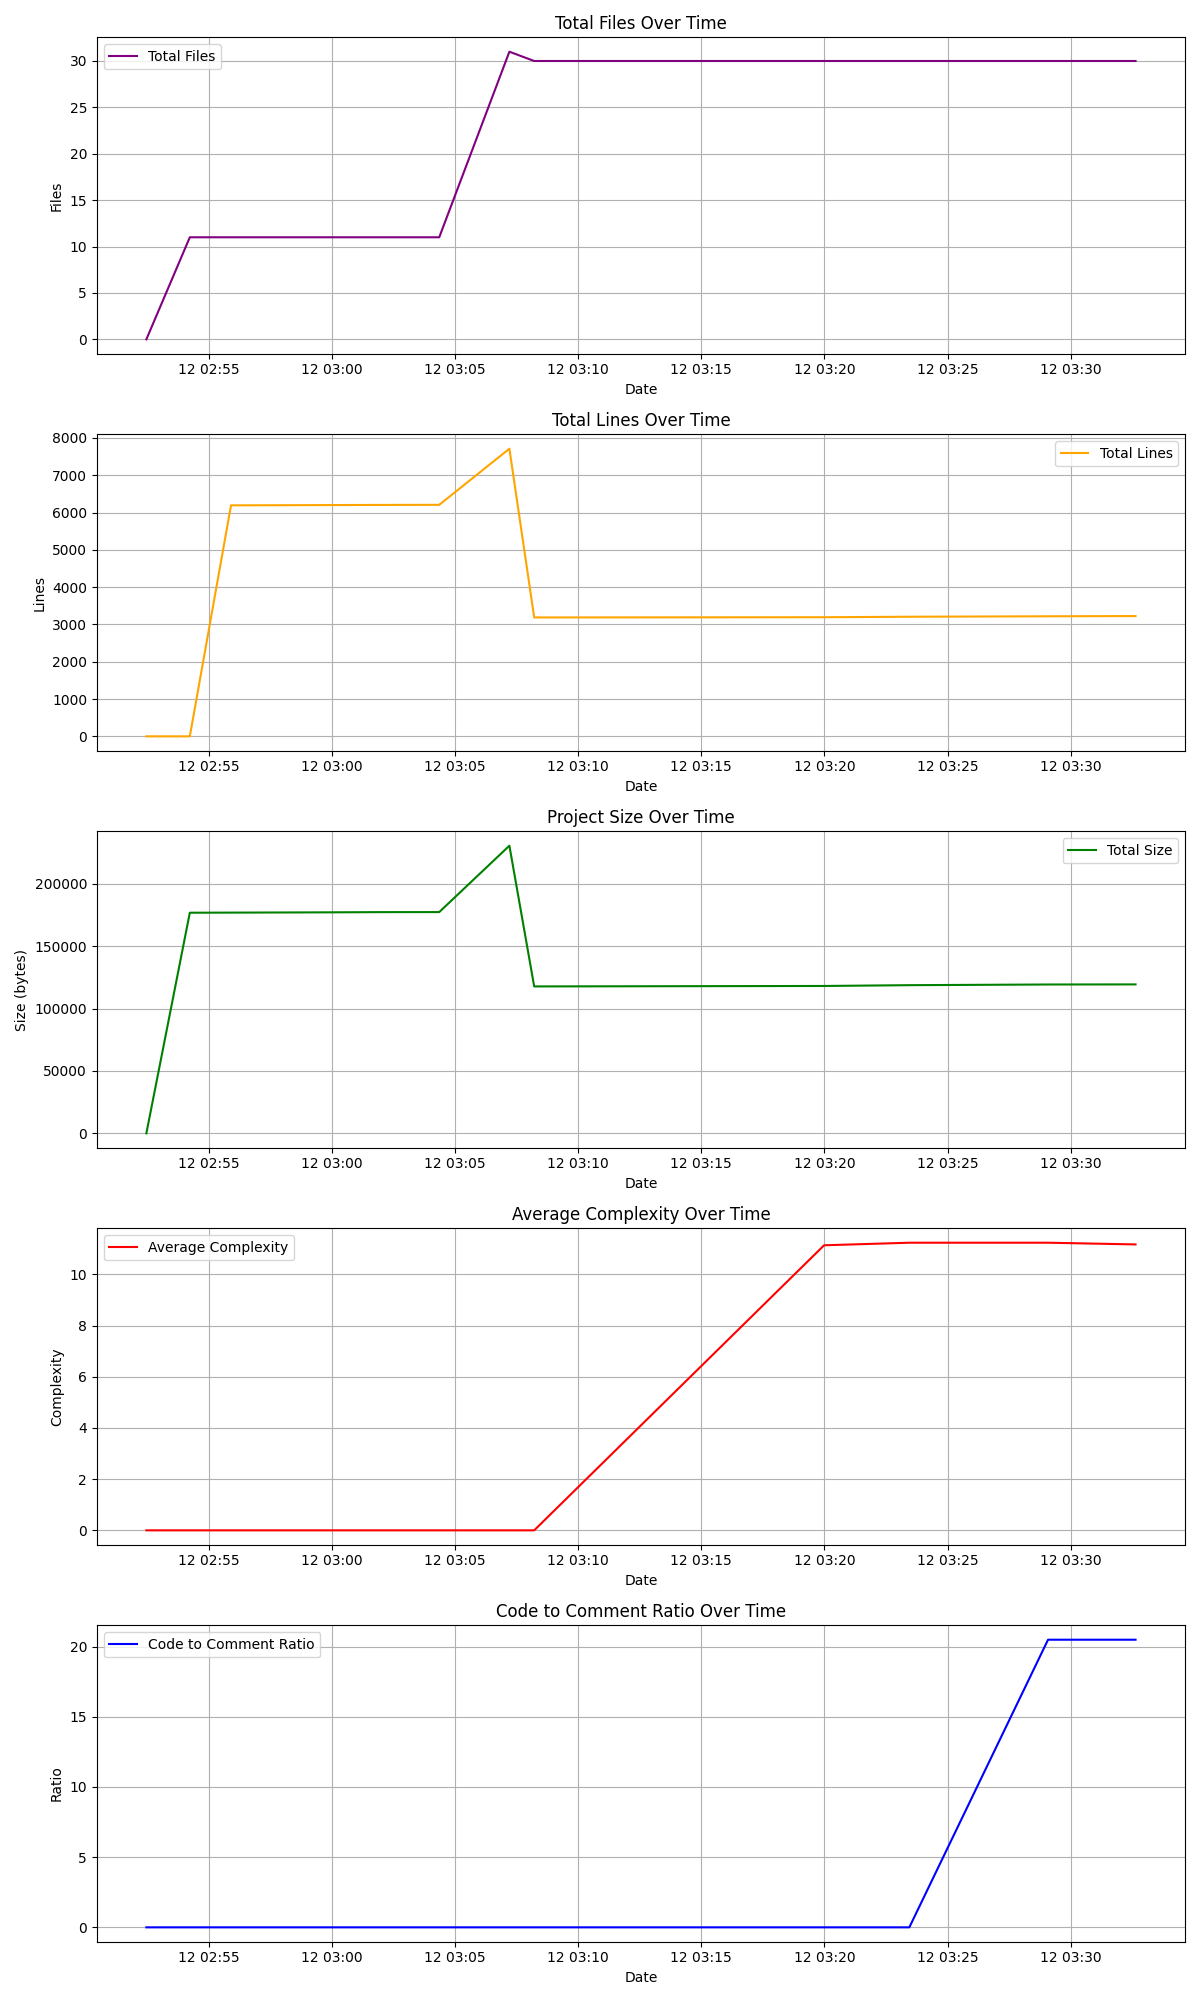 Total Files Over Time
Total Files
30
25
20
15
10
5
0
Files
12 02:55 12 03:00 12 03:05 12 03:10 12 03:15 12 03:20 12 03:25 12 03:30
Date
Total Lines Over Time
Total Lines
8000
7000
6000
5000
4000
3000
2000
1000
0
Lines
12 02:55 12 03:00 12 03:05 12 03:10 12 03:15 12 03:20 12 03:25 12 03:30
Date
Project Size Over Time
Total Size
200000
150000
100000
50000
0
Size (bytes)
12 02:55 12 03:00 12 03:05 12 03:10 12 03:15 12 03:20 12 03:25 12 03:30
Date
Average Complexity Over Time
Average Complexity
10
8
6
4
2
0
Complexity
12 02:55 12 03:00 12 03:05 12 03:10 12 03:15 12 03:20 12 03:25 12 03:30
Date
Code to Comment Ratio Over Time
Code to Comment Ratio
20
15
10
5
0
Ratio
12 02:55 12 03:00 12 03:05 12 03:10 12 03:15 12 03:20 12 03:25 12 03:30
Date